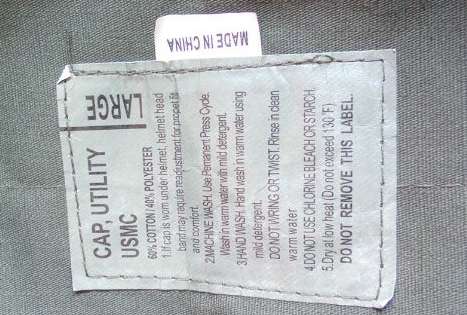 MADE IN CHINA
CAP, UTILITY
USMC
LARGE
60% COTTON /40% POLYESTER
1.If cap is worn under helmet, helmet head
band may require readjustment for proper fit
and comfort.
2.MACHINE WASH. Use Permanent Press Cycle.
Wash in warm water with mild detergent.
3.HAND WASH. Hand wash in warm water using
mild detergent.
DO NOT WRING OR TWIST. Rinse in clean
warm water
4.DO NOT USE CHLORINE BLEACH OR STARCH.
5.Dry at low heat (Do not exceed 130°F)
DO NOT REMOVE THIS LABEL.